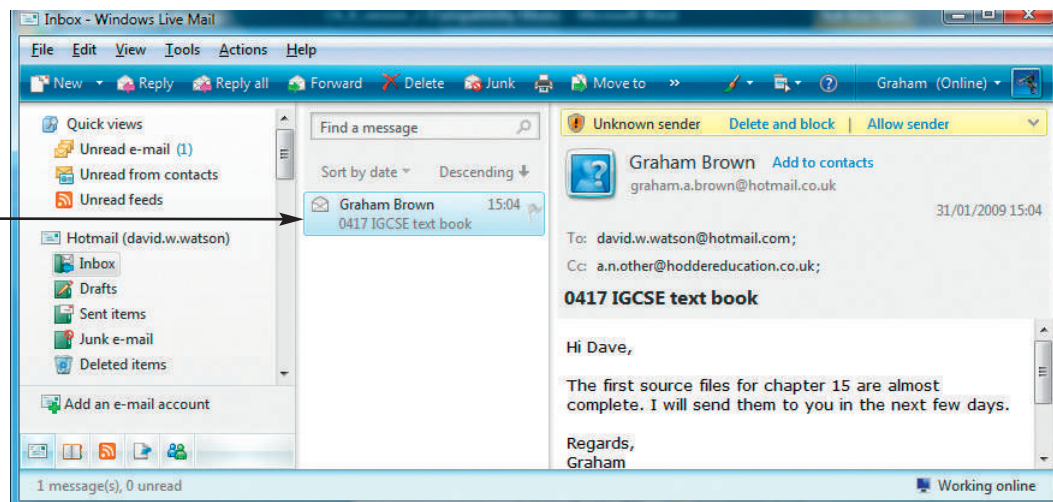 Inbox - Windows Live Mail
File Edit View Tools Actions Help
New Reply Reply all Forward Delete Junk Move to » Graham (Online)
Quick views
Unread e-mail (1)
Unread from contacts
Unread feeds
Hotmail (david.w.watson)
Inbox
Drafts
Sent items
Junk e-mail
Deleted items
Add an e-mail account
Find a message
Sort by date Descending
Graham Brown 15:04
0417 IGCSE text book
Unknown sender Delete and block | Allow sender
Graham Brown Add to contacts
graham.a.brown@hotmail.co.uk
31/01/2009 15:04
To: david.w.watson@hotmail.com;
Cc: a.n.other@hoddereducation.co.uk;
0417 IGCSE text book
Hi Dave,
The first source files for chapter 15 are almost
complete. I will send them to you in the next few days.
Regards,
Graham
1 message(s), 0 unread
Working online